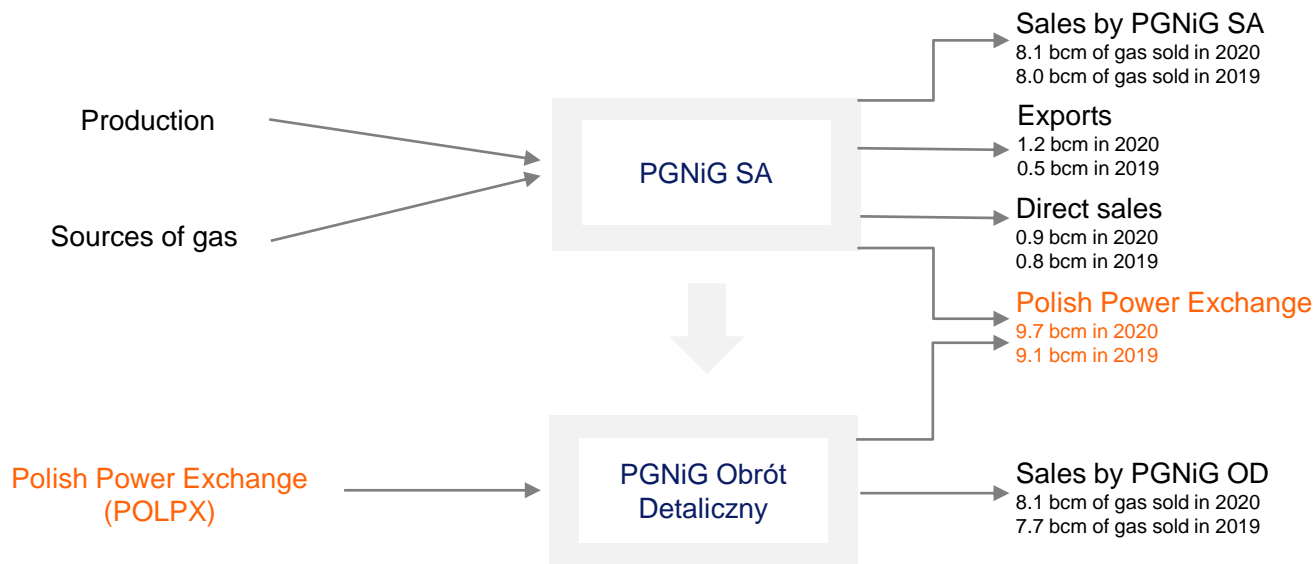 Sales by PGNiG SA
8.1 bcm of gas sold in 2020
8.0 bcm of gas sold in 2019
Production
Exports
1.2 bcm in 2020
0.5 bcm in 2019
PGNiG SA
Sources of gas
Direct sales
0.9 bcm in 2020
0.8 bcm in 2019
Polish Power Exchange
9.7 bcm in 2020
9.1 bcm in 2019
Polish Power Exchange
(POLPX)
PGNiG Obrót
Detaliczny
Sales by PGNiG OD
8.1 bcm of gas sold in 2020
7.7 bcm of gas sold in 2019